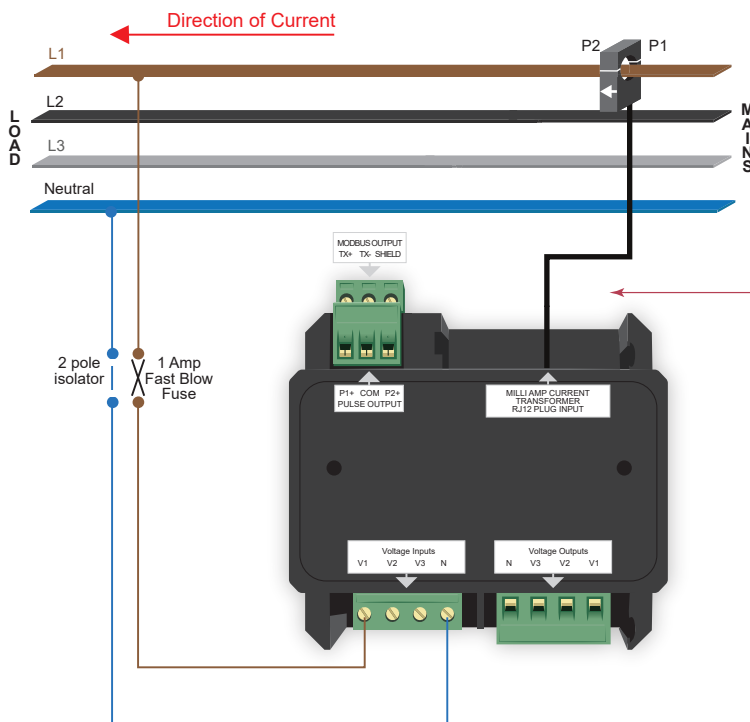 Direction of Current
L1
P2 P1
L2
LOAD
MAINS
L3
Neutral
MODBUS OUTPUT
TX+ TX- SHIELD
2 pole
isolator
1 Amp
Fast Blow
Fuse
P1+ COM P2+
PULSE OUTPUT
MILLI AMP CURRENT
TRANSFORMER
RJ12 PLUG INPUT
Voltage Inputs
V1 V2 V3 N
Voltage Outputs
N V3 V2 V1